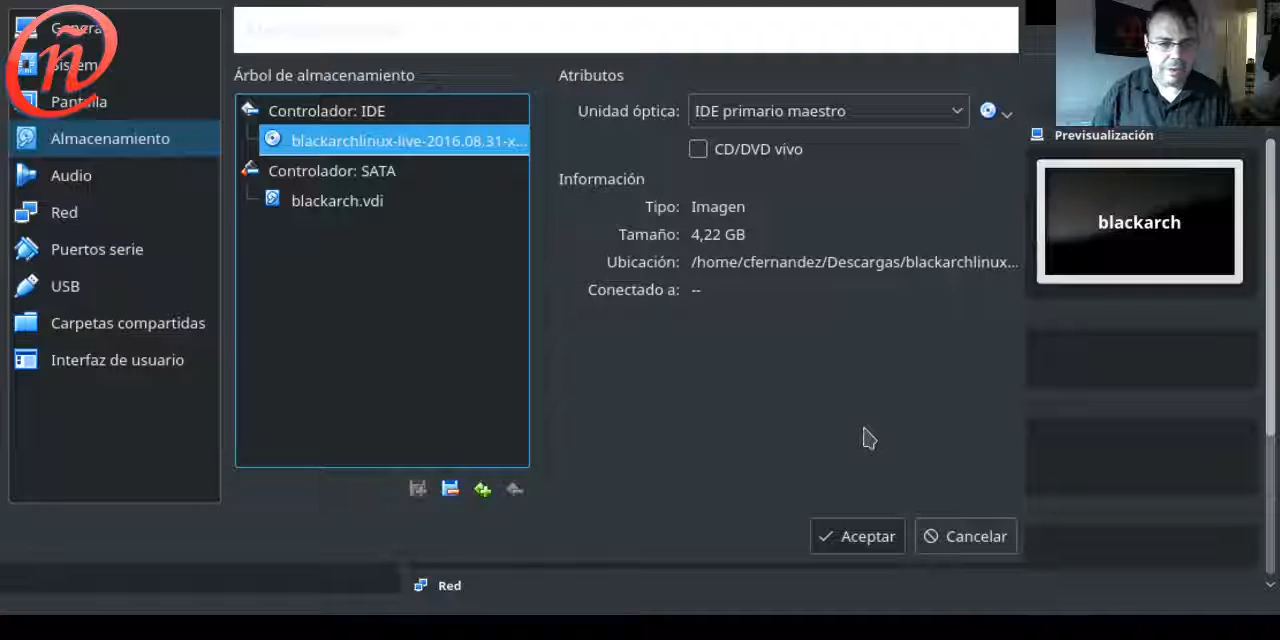 ñ
General
Sistema
Pantalla
Almacenamiento
Audio
Red
Puertos serie
USB
Carpetas compartidas
Interfaz de usuario
Árbol de almacenamiento
Controlador: IDE
blackarchlinux-live-2016.08.31-x...
Controlador: SATA
blackarch.vdi
Atributos
Unidad óptica: IDE primario maestro
CD/DVD vivo
Información
Tipo: Imagen
Tamaño: 4,22 GB
Ubicación: /home/cfernandez/Descargas/blackarchlinux...
Conectado a: --
Aceptar
Cancelar
Previsualización
blackarch
Red